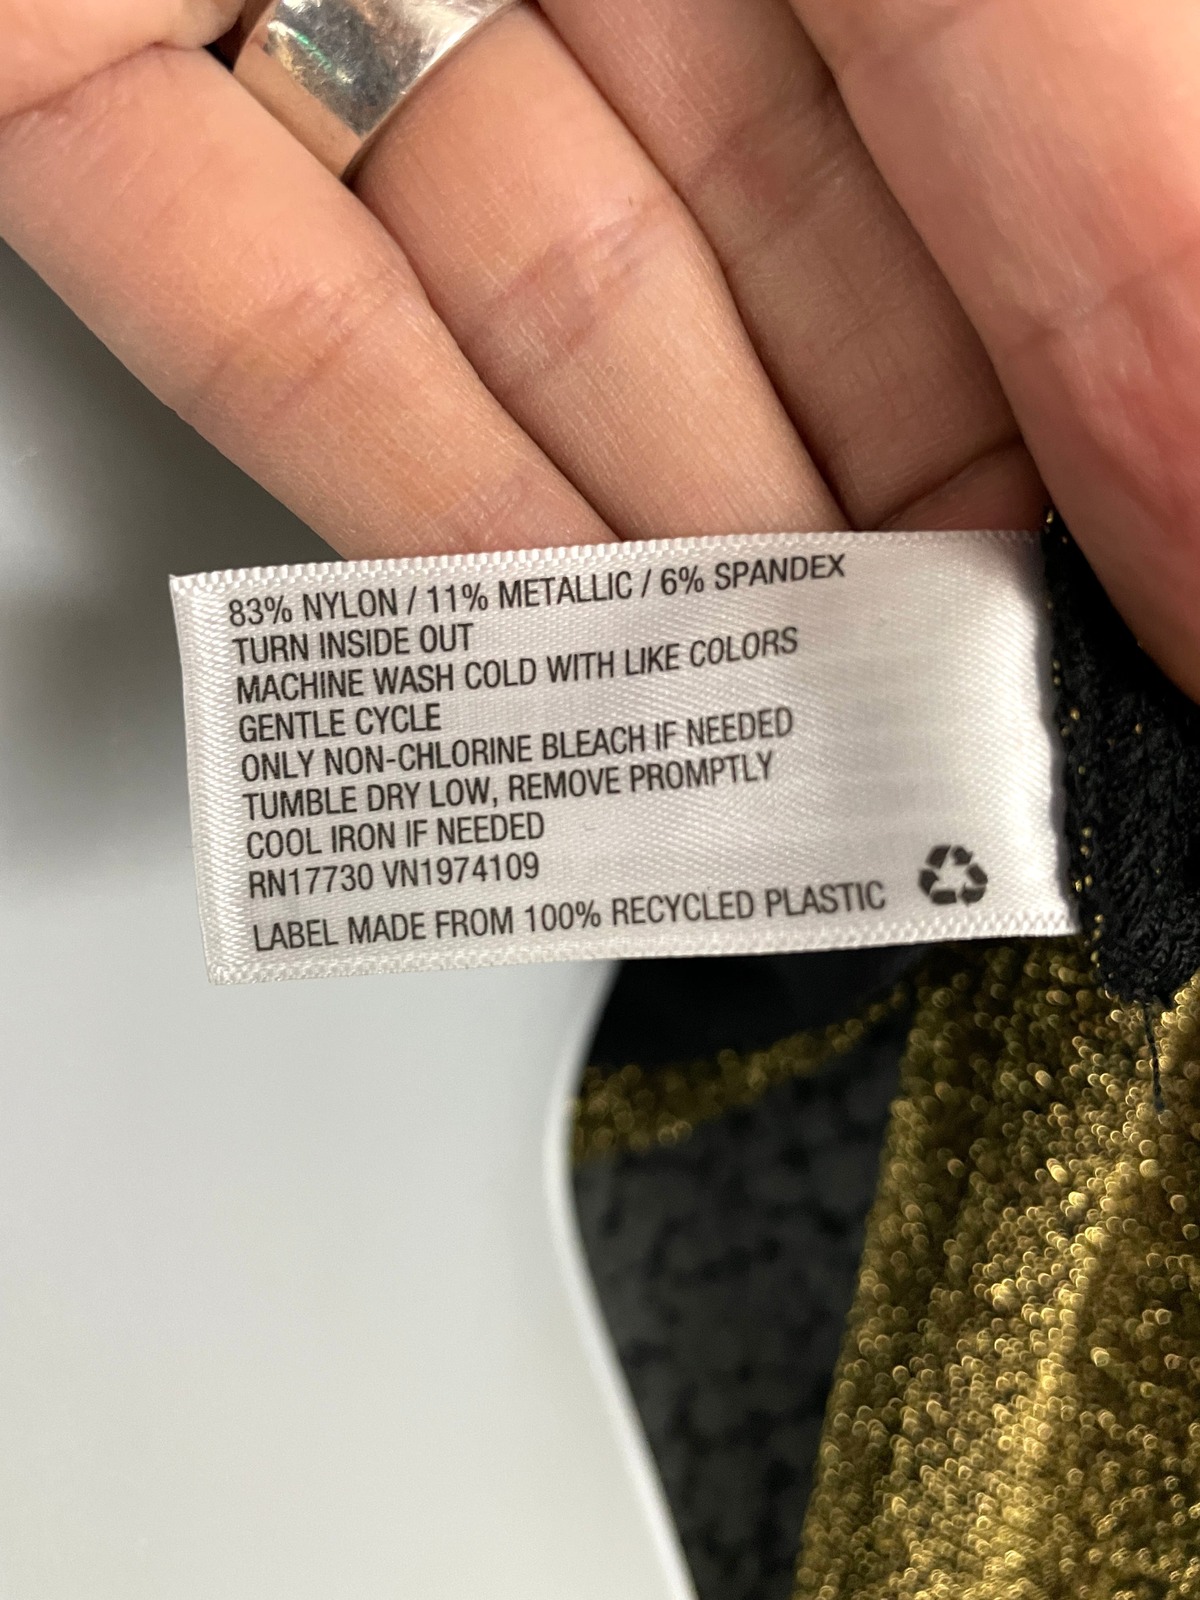 83% NYLON / 11% METALLIC / 6% SPANDEX
TURN INSIDE OUT
MACHINE WASH COLD WITH LIKE COLORS
GENTLE CYCLE
ONLY NON-CHLORINE BLEACH IF NEEDED
TUMBLE DRY LOW, REMOVE PROMPTLY
COOL IRON IF NEEDED
RN17730 VN1974109
LABEL MADE FROM 100% RECYCLED PLASTIC